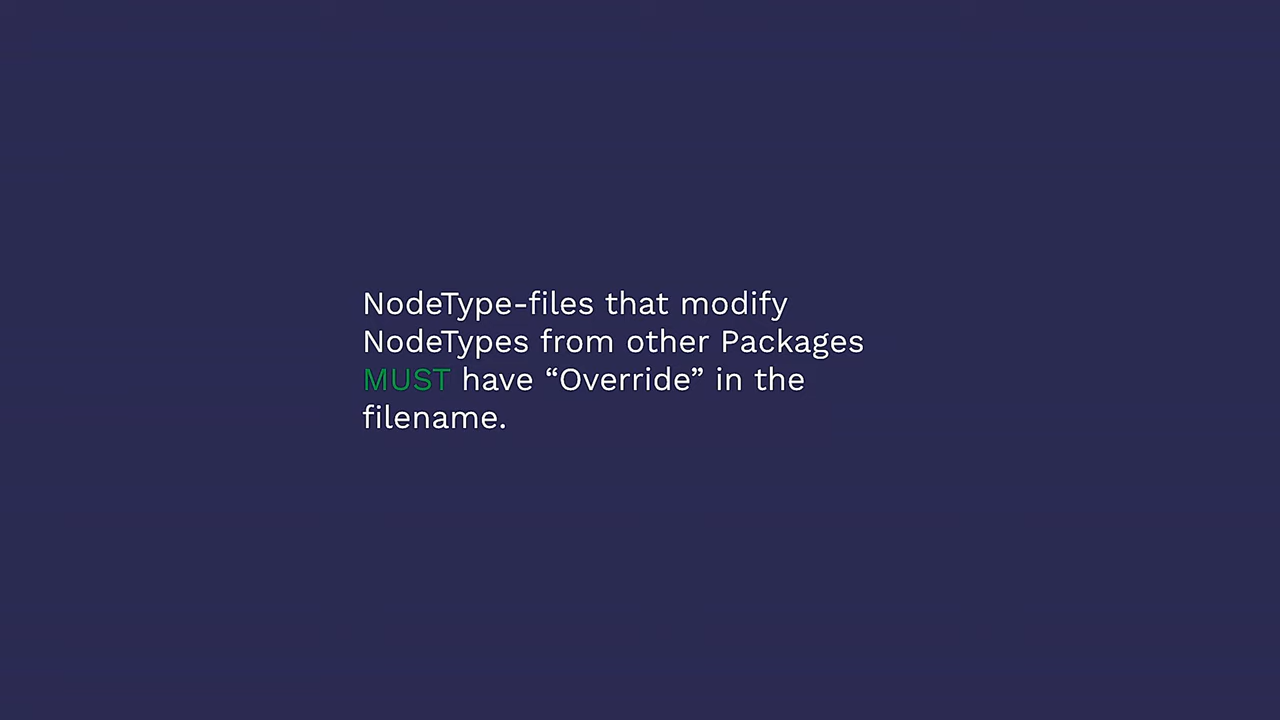 NodeType-files that modify
NodeTypes from other Packages
MUST have “Override” in the
filename.